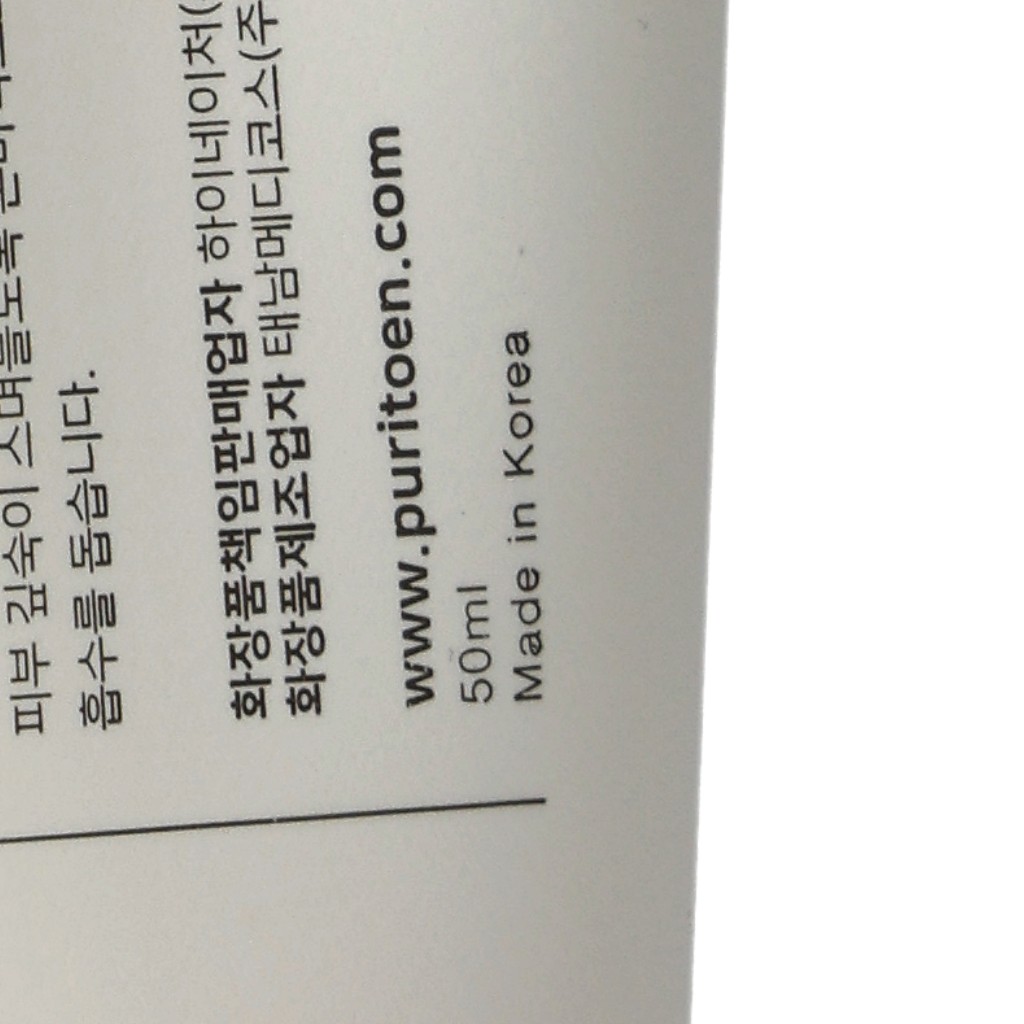 피부 깊숙이 스며들도록
흡수를 돕습니다.
화장품책임판매업자 하이네이처(
화장품제조업자 태남메디코스(주
www.puritoen.com
50ml
Made in Korea